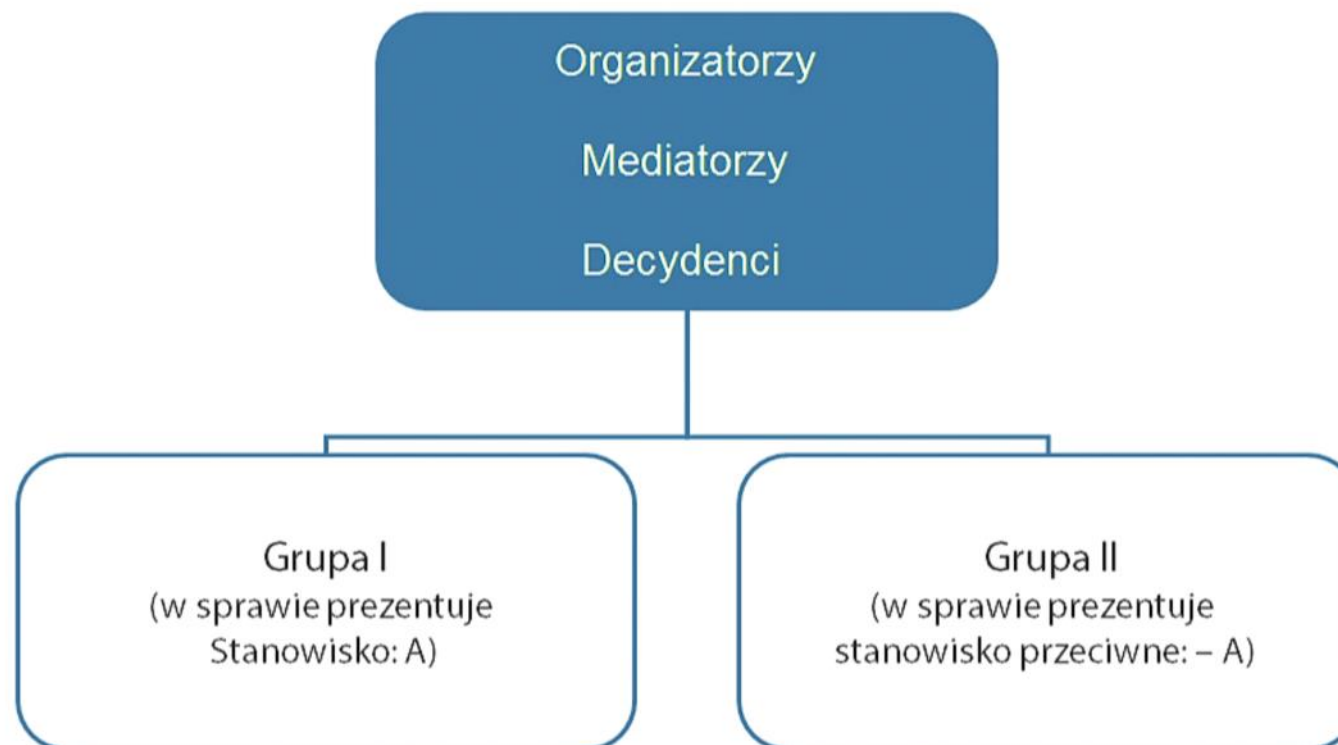 Organizatorzy
Mediatorzy
Decydenci
Grupa I
(w sprawie prezentuje
Stanowisko: A)
Grupa II
(w sprawie prezentuje
stanowisko przeciwne: – A)